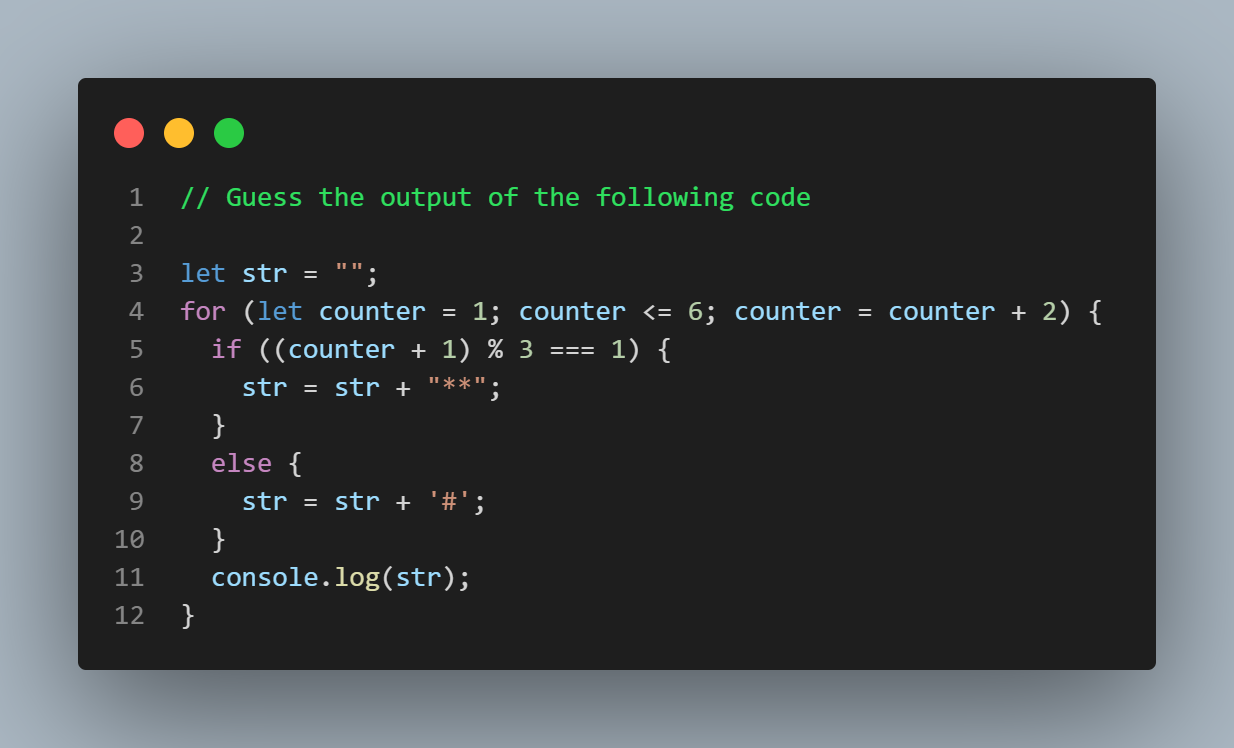 1 // Guess the output of the following code
2
3 let str = "";
4 for (let counter = 1; counter <= 6; counter = counter + 2) {
5   if ((counter + 1) % 3 === 1) {
6     str = str + "**";
7   }
8   else {
9     str = str + '#';
10   }
11   console.log(str);
12 }